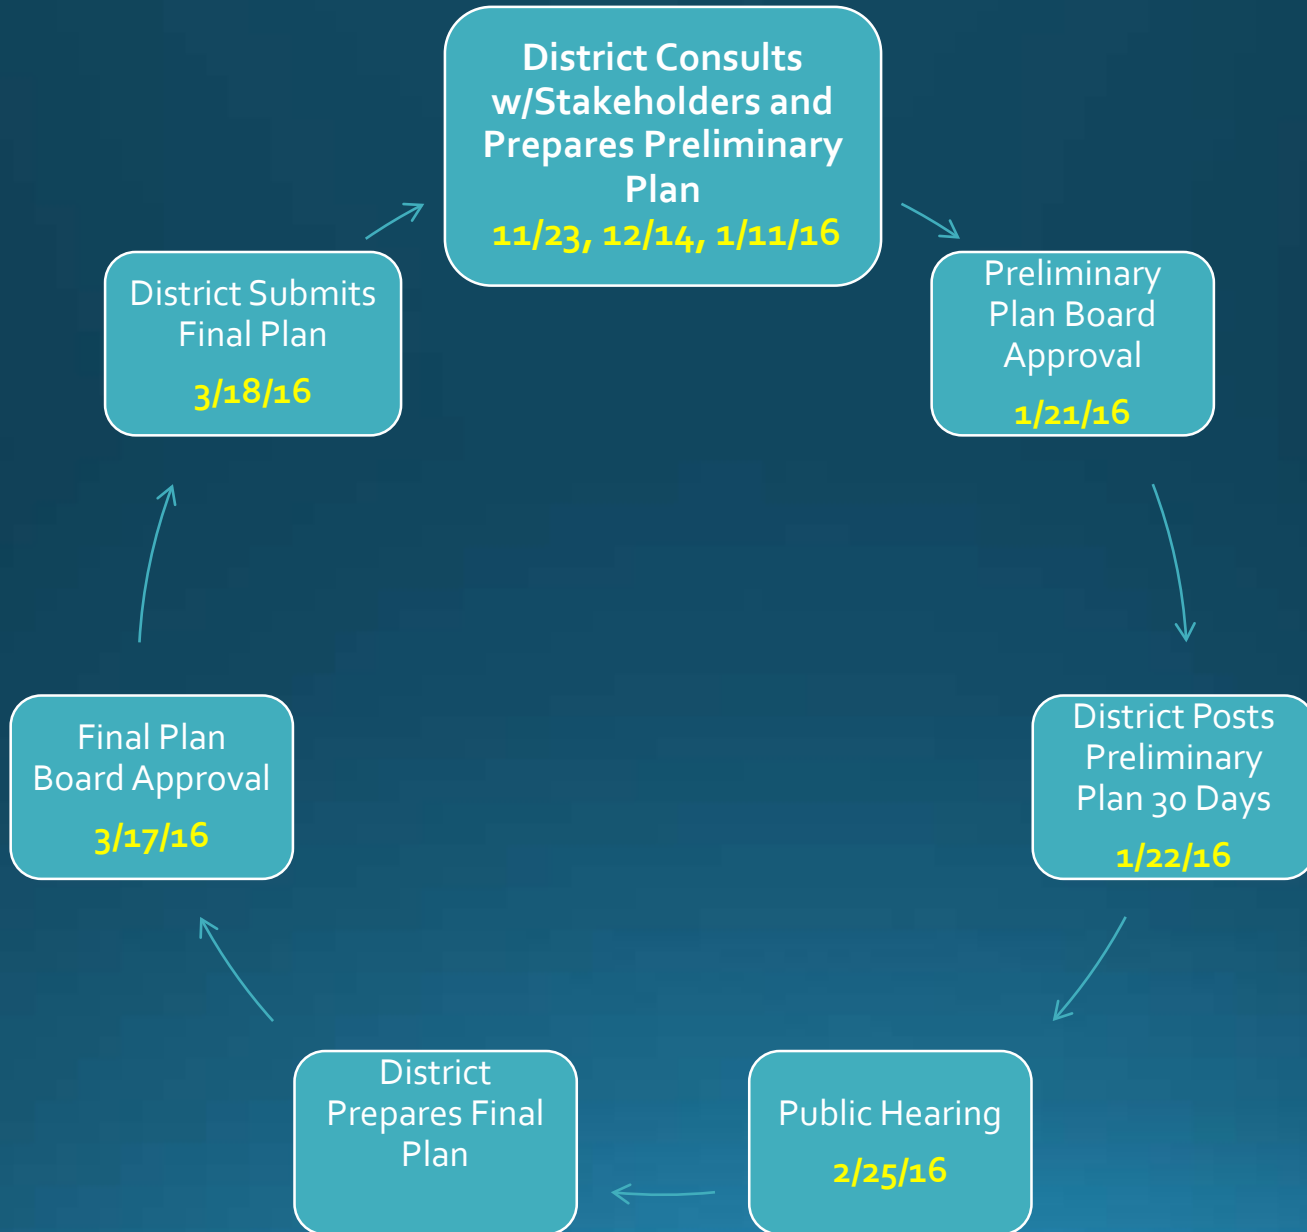 District Consults
w/Stakeholders and
Prepares Preliminary
Plan
11/23, 12/14, 1/11/16
Preliminary
Plan Board
Approval
1/21/16
District Posts
Preliminary
Plan 30 Days
1/22/16
Public Hearing
2/25/16
District
Prepares Final
Plan
Final Plan
Board Approval
3/17/16
District Submits
Final Plan
3/18/16